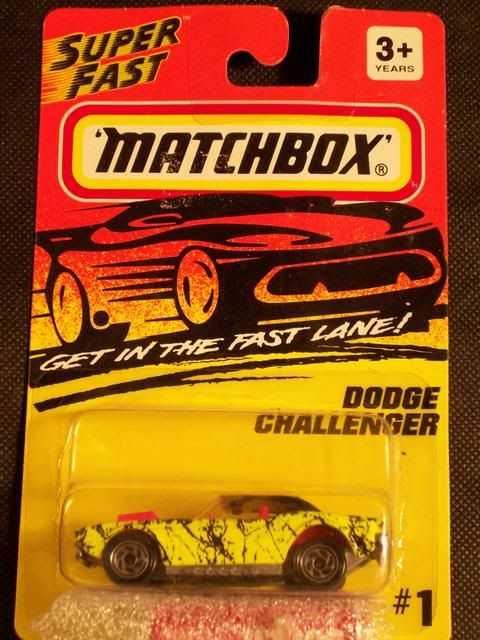 SUPER
FAST
3+
YEARS
'MATCHBOX'®
GET IN THE FAST LANE!
DODGE
CHALLENGER
#1